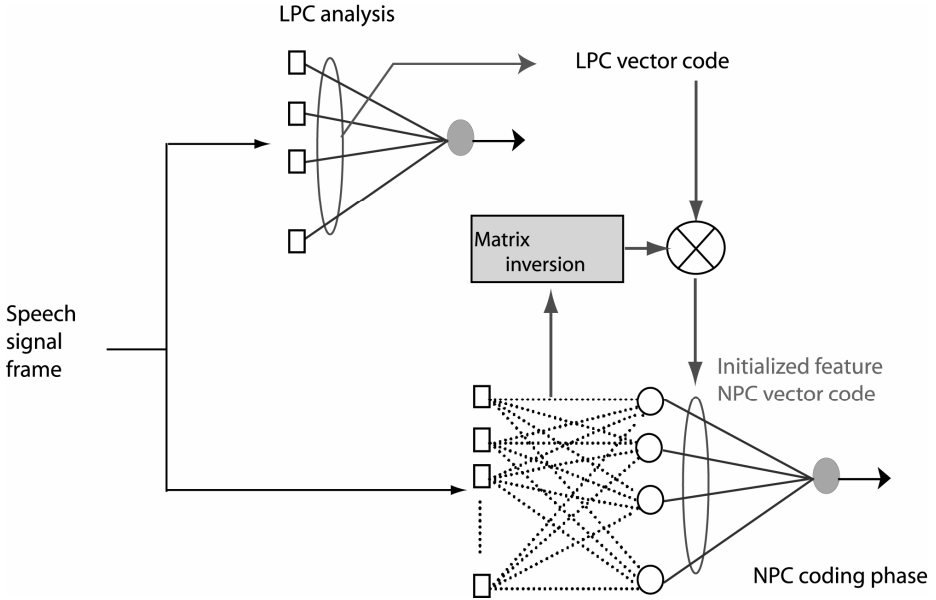 LPC analysis
LPC vector code
Matrix
inversion
Speech
signal
frame
Initialized feature
NPC vector code
NPC coding phase